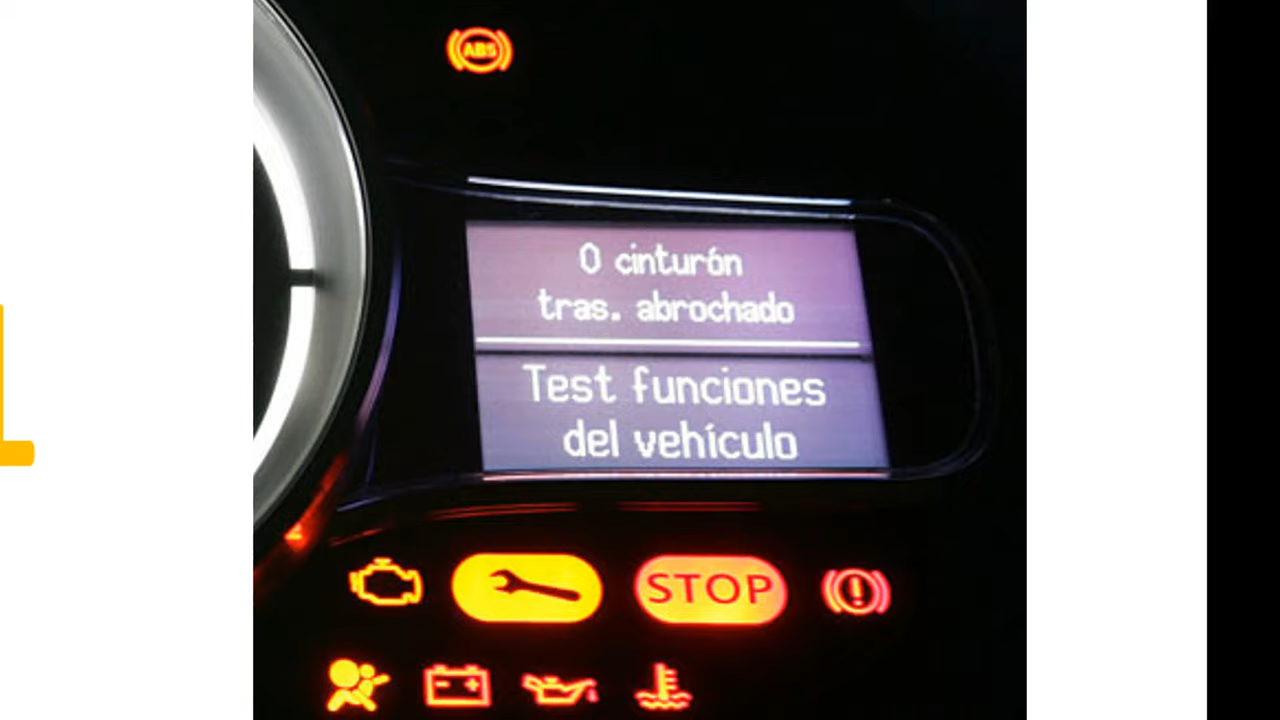 ABS
0 cinturón
tras. abrochado
Test funciones
del vehículo
STOP